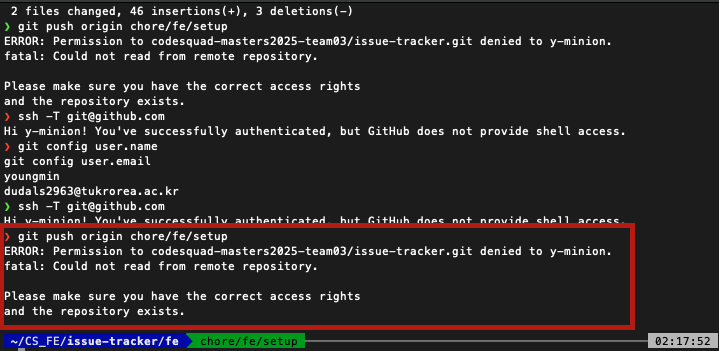 2 files changed, 46 insertions(+), 3 deletions(-)
❯ git push origin chore/fe/setup
ERROR: Permission to codesquad-masters2025-team03/issue-tracker.git denied to y-minion.
fatal: Could not read from remote repository.
Please make sure you have the correct access rights
and the repository exists.
❯ ssh -T git@github.com
Hi y-minion! You've successfully authenticated, but GitHub does not provide shell access.
❯ git config user.name
git config user.email
youngmin
dudals2963@tukrorea.ac.kr
❯ ssh -T git@github.com
Hi y-minion! You've successfully authenticated, but GitHub does not provide shell access.
❯ git push origin chore/fe/setup
ERROR: Permission to codesquad-masters2025-team03/issue-tracker.git denied to y-minion.
fatal: Could not read from remote repository.
Please make sure you have the correct access rights
and the repository exists.
~/CS_FE/issue-tracker/fe chore/fe/setup 02:17:52